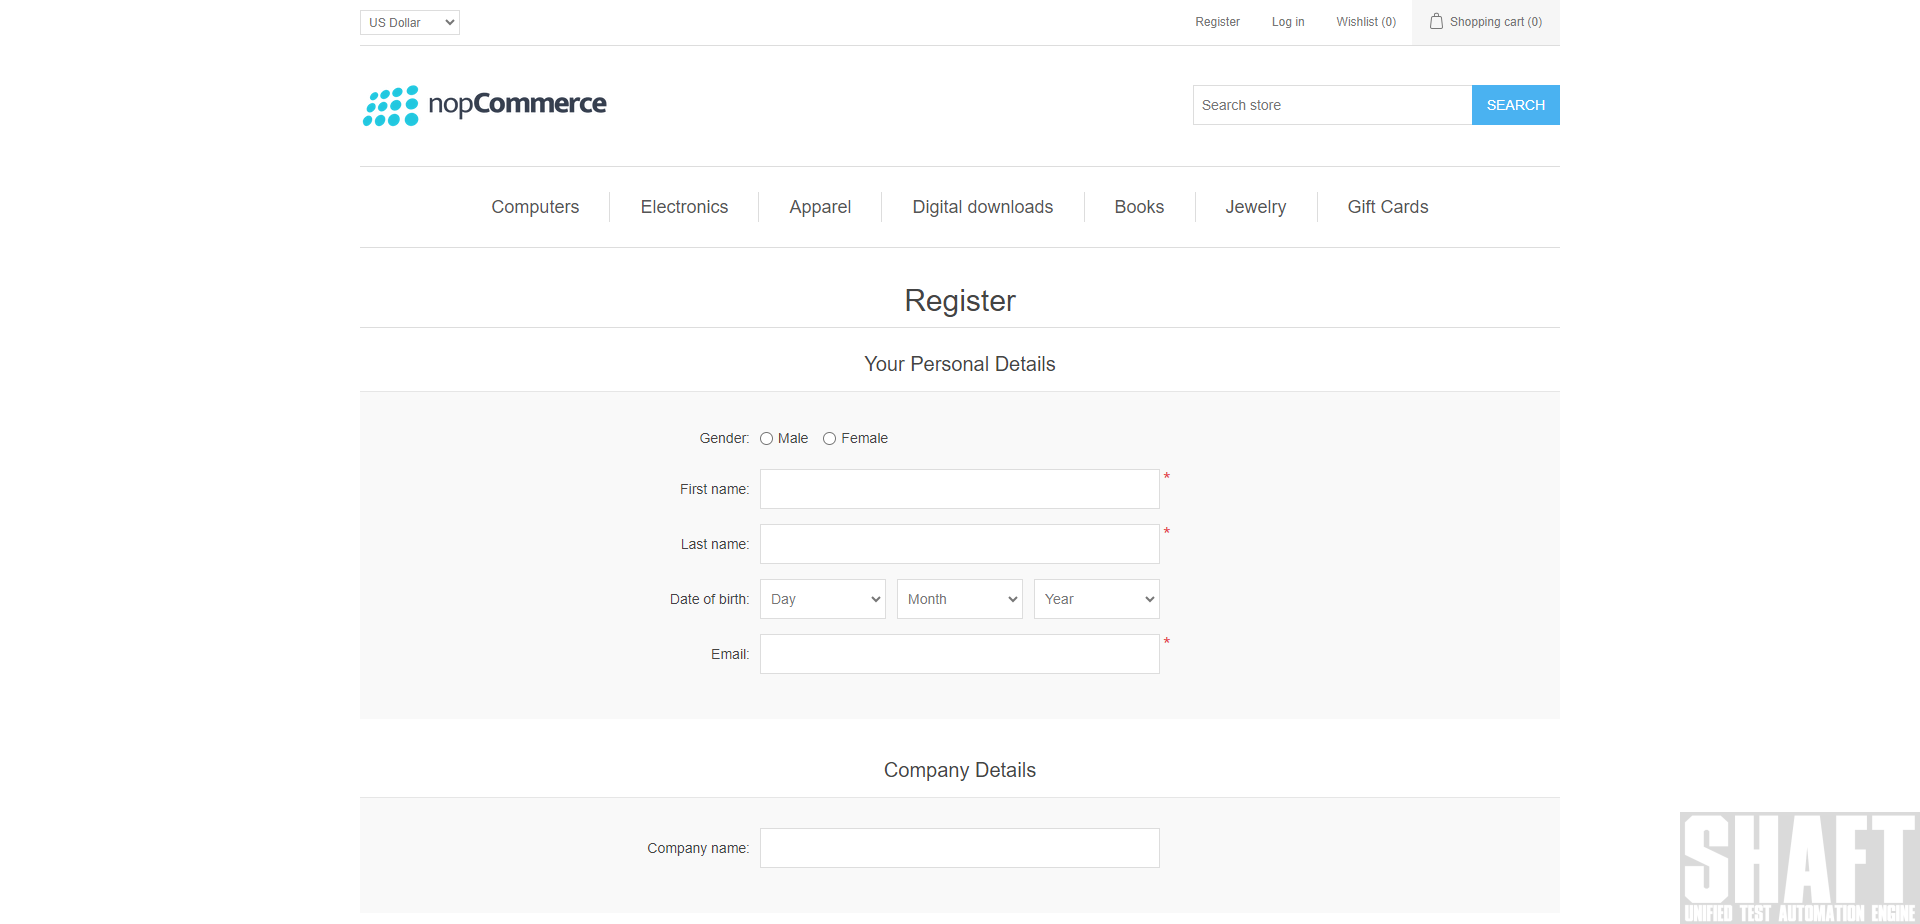 US Dollar
Register
Log in
Wishlist (0)
Shopping cart (0)
nopCommerce
Search store
SEARCH
Computers
Electronics
Apparel
Digital downloads
Books
Jewelry
Gift Cards
Register
Your Personal Details
Gender: Male Female
First name: *
Last name: *
Date of birth: Day Month Year
Email: *
Company Details
Company name:
SHAFT
UNIFIED TEST AUTOMATION ENGINE